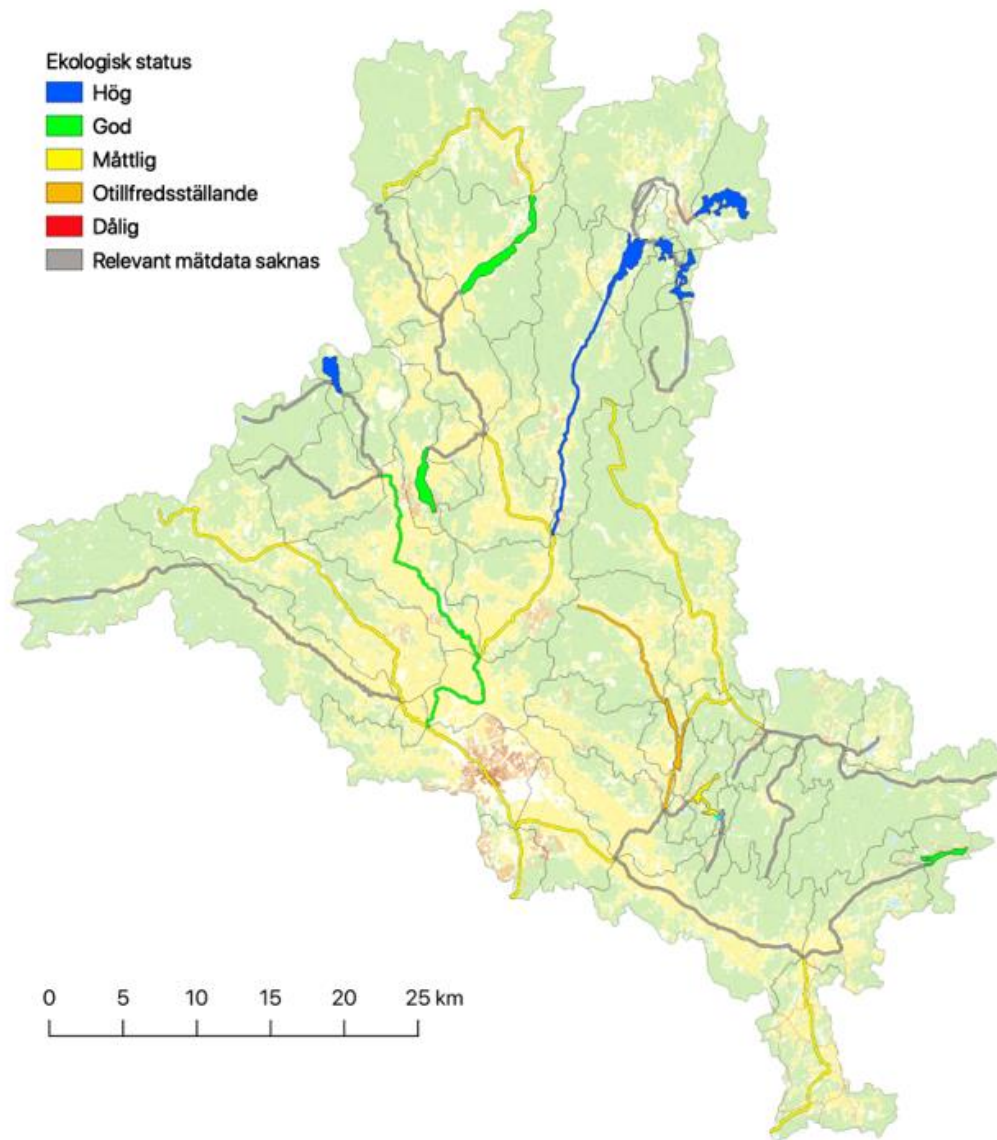 Ekologisk status
Hög
God
Måttlig
Otillfredsställande
Dålig
Relevant mätdata saknas
0 5 10 15 20 25 km